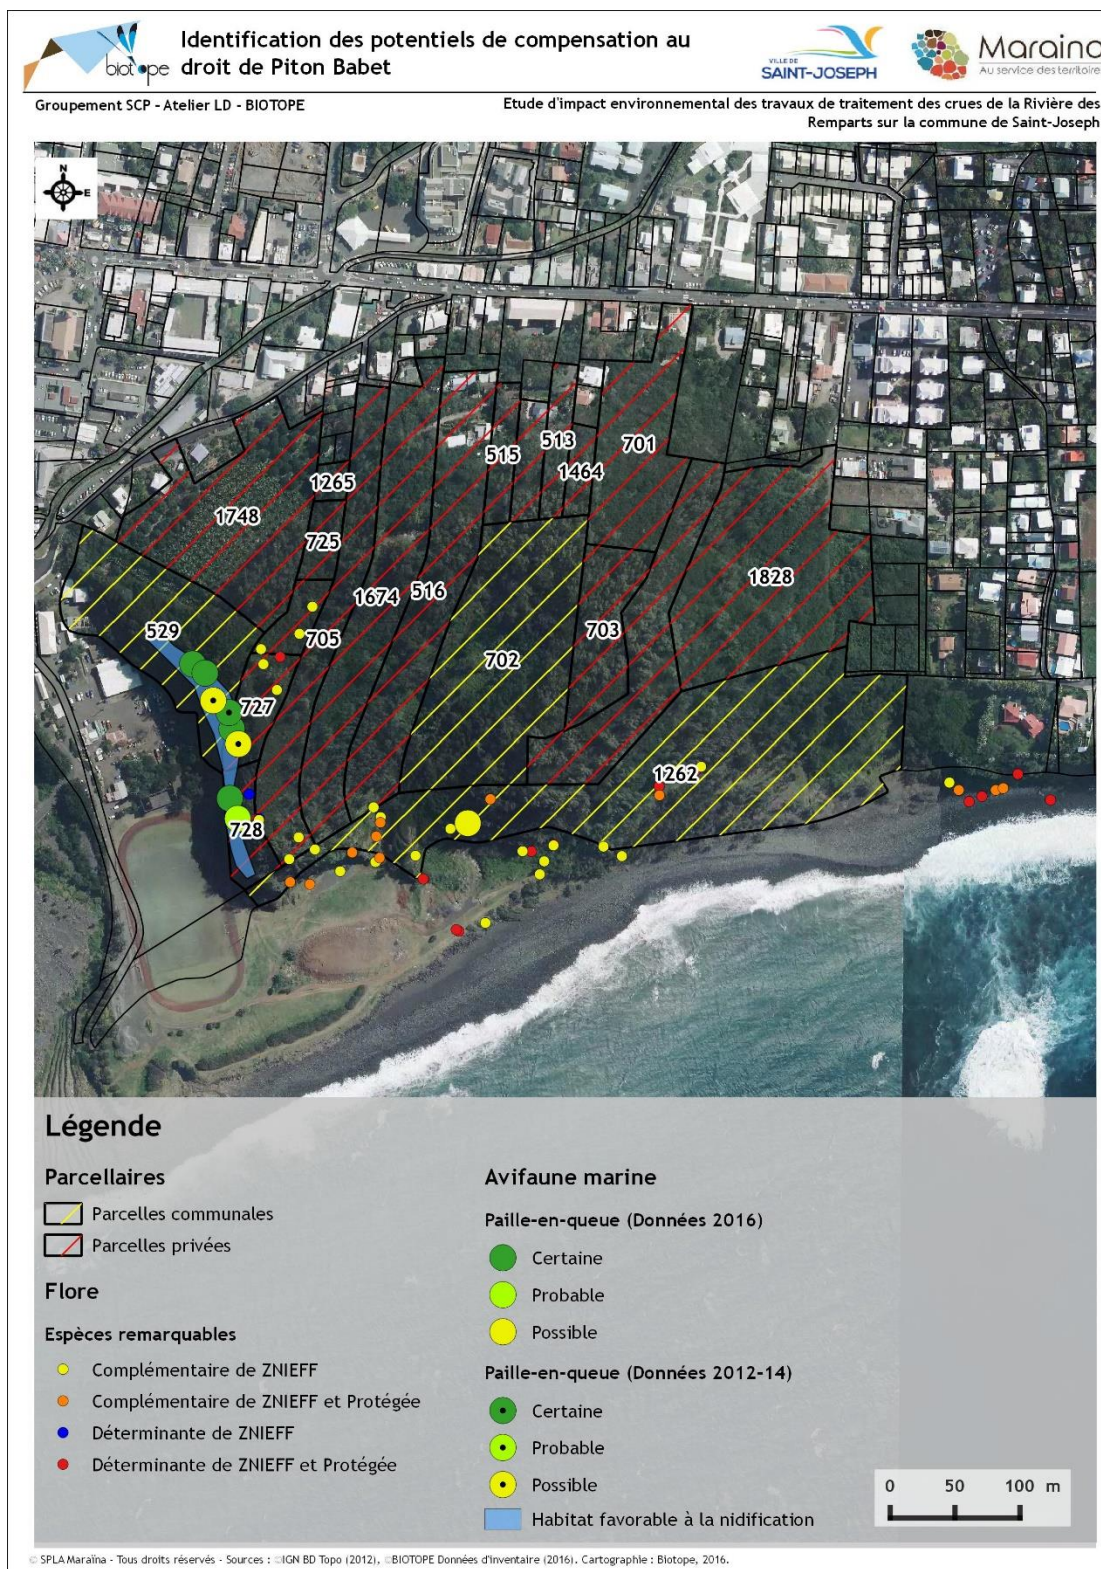 biotope
Identification des potentiels de compensation au
droit de Piton Babet
VILLE DE
SAINT-JOSEPH
Maraina
Au service des territoire
Groupement SCP - Atelier LD - BIOTOPE
Etude d'impact environnemental des travaux de traitement des crues de la Rivière des
Remparts sur la commune de Saint-Joseph
N
E
513
701
515
1464
1265
1748
725
1828
1674
516
529
705
703
702
727
1262
728
Légende
Parcellaires
Parcelles communales
Parcelles privées
Flore
Espèces remarquables
Complémentaire de ZNIEFF
Complémentaire de ZNIEFF et Protégée
Déterminante de ZNIEFF
Déterminante de ZNIEFF et Protégée
Avifaune marine
Paille-en-queue (Données 2016)
Certaine
Probable
Possible
Paille-en-queue (Données 2012-14)
Certaine
Probable
Possible
Habitat favorable à la nidification
0 50 100 m
© SPLA Maraïna - Tous droits réservés - Sources : ©IGN BD Topo (2012), ©BIOTOPE Données d'inventaire (2016). Cartographie : Biotope, 2016.